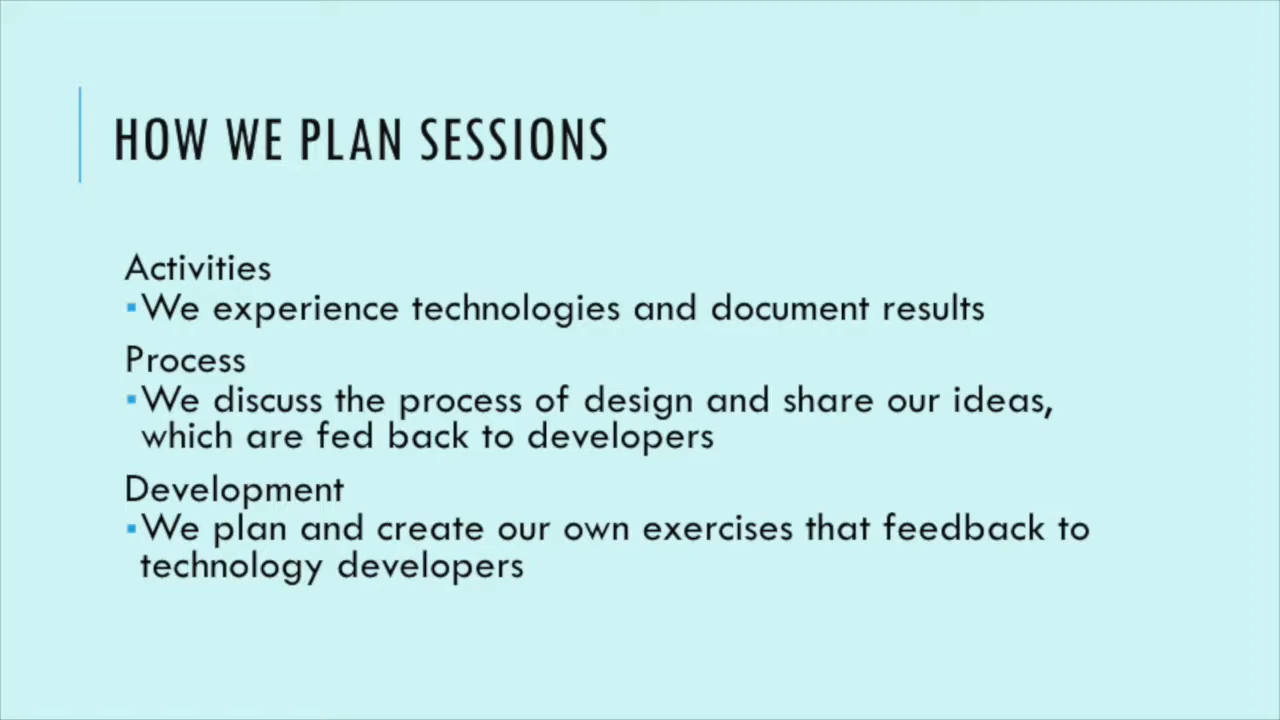 HOW WE PLAN SESSIONS
Activities
▪We experience technologies and document results
Process
▪We discuss the process of design and share our ideas,
which are fed back to developers
Development
▪We plan and create our own exercises that feedback to
technology developers